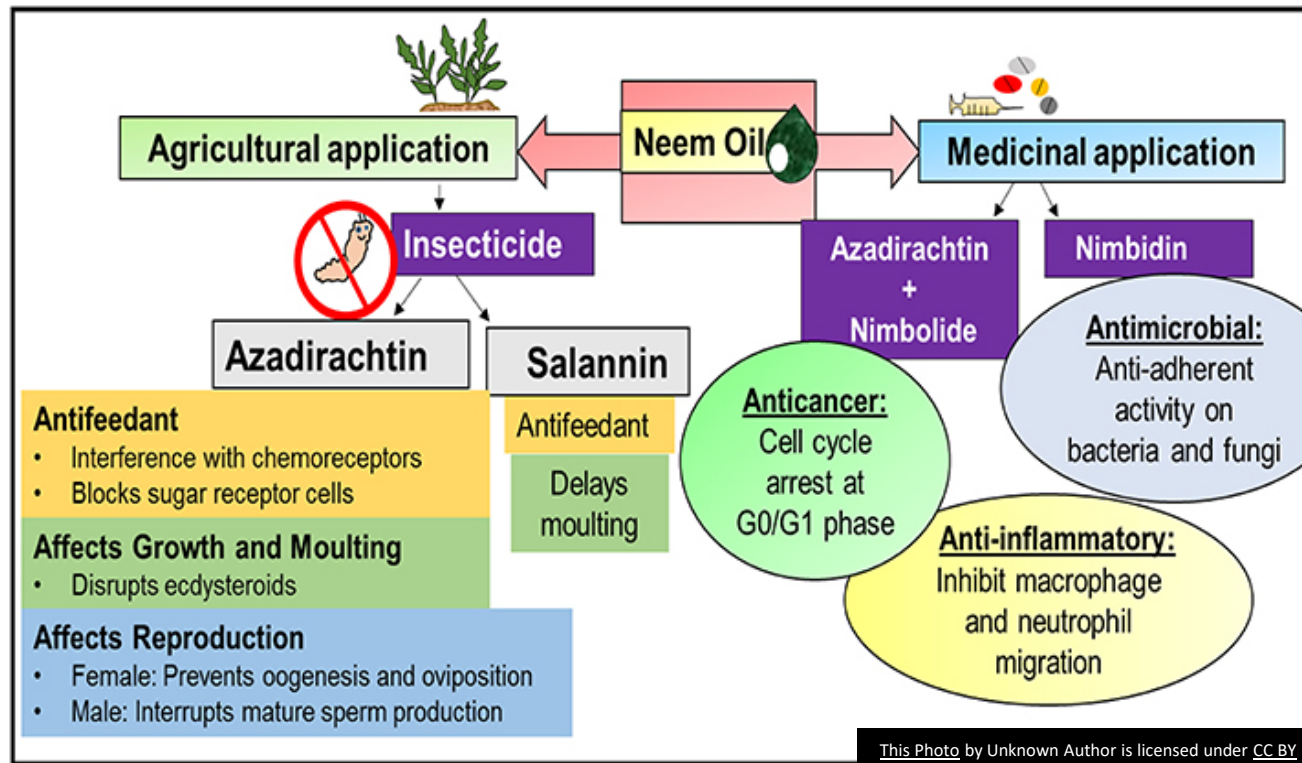 Neem Oil
Agricultural application
Insecticide
Azadirachtin
Antifeedant
• Interference with chemoreceptors
• Blocks sugar receptor cells
Affects Growth and Moulting
• Disrupts ecdysteroids
Affects Reproduction
• Female: Prevents oogenesis and oviposition
• Male: Interrupts mature sperm production
Salannin
Antifeedant
Delays
moulting
Medicinal application
Azadirachtin
+
Nimbolide
Nimbidin
Anticancer:
Cell cycle
arrest at
G0/G1 phase
Antimicrobial:
Anti-adherent
activity on
bacteria and fungi
Anti-inflammatory:
Inhibit macrophage
and neutrophil
migration
This Photo by Unknown Author is licensed under CC BY